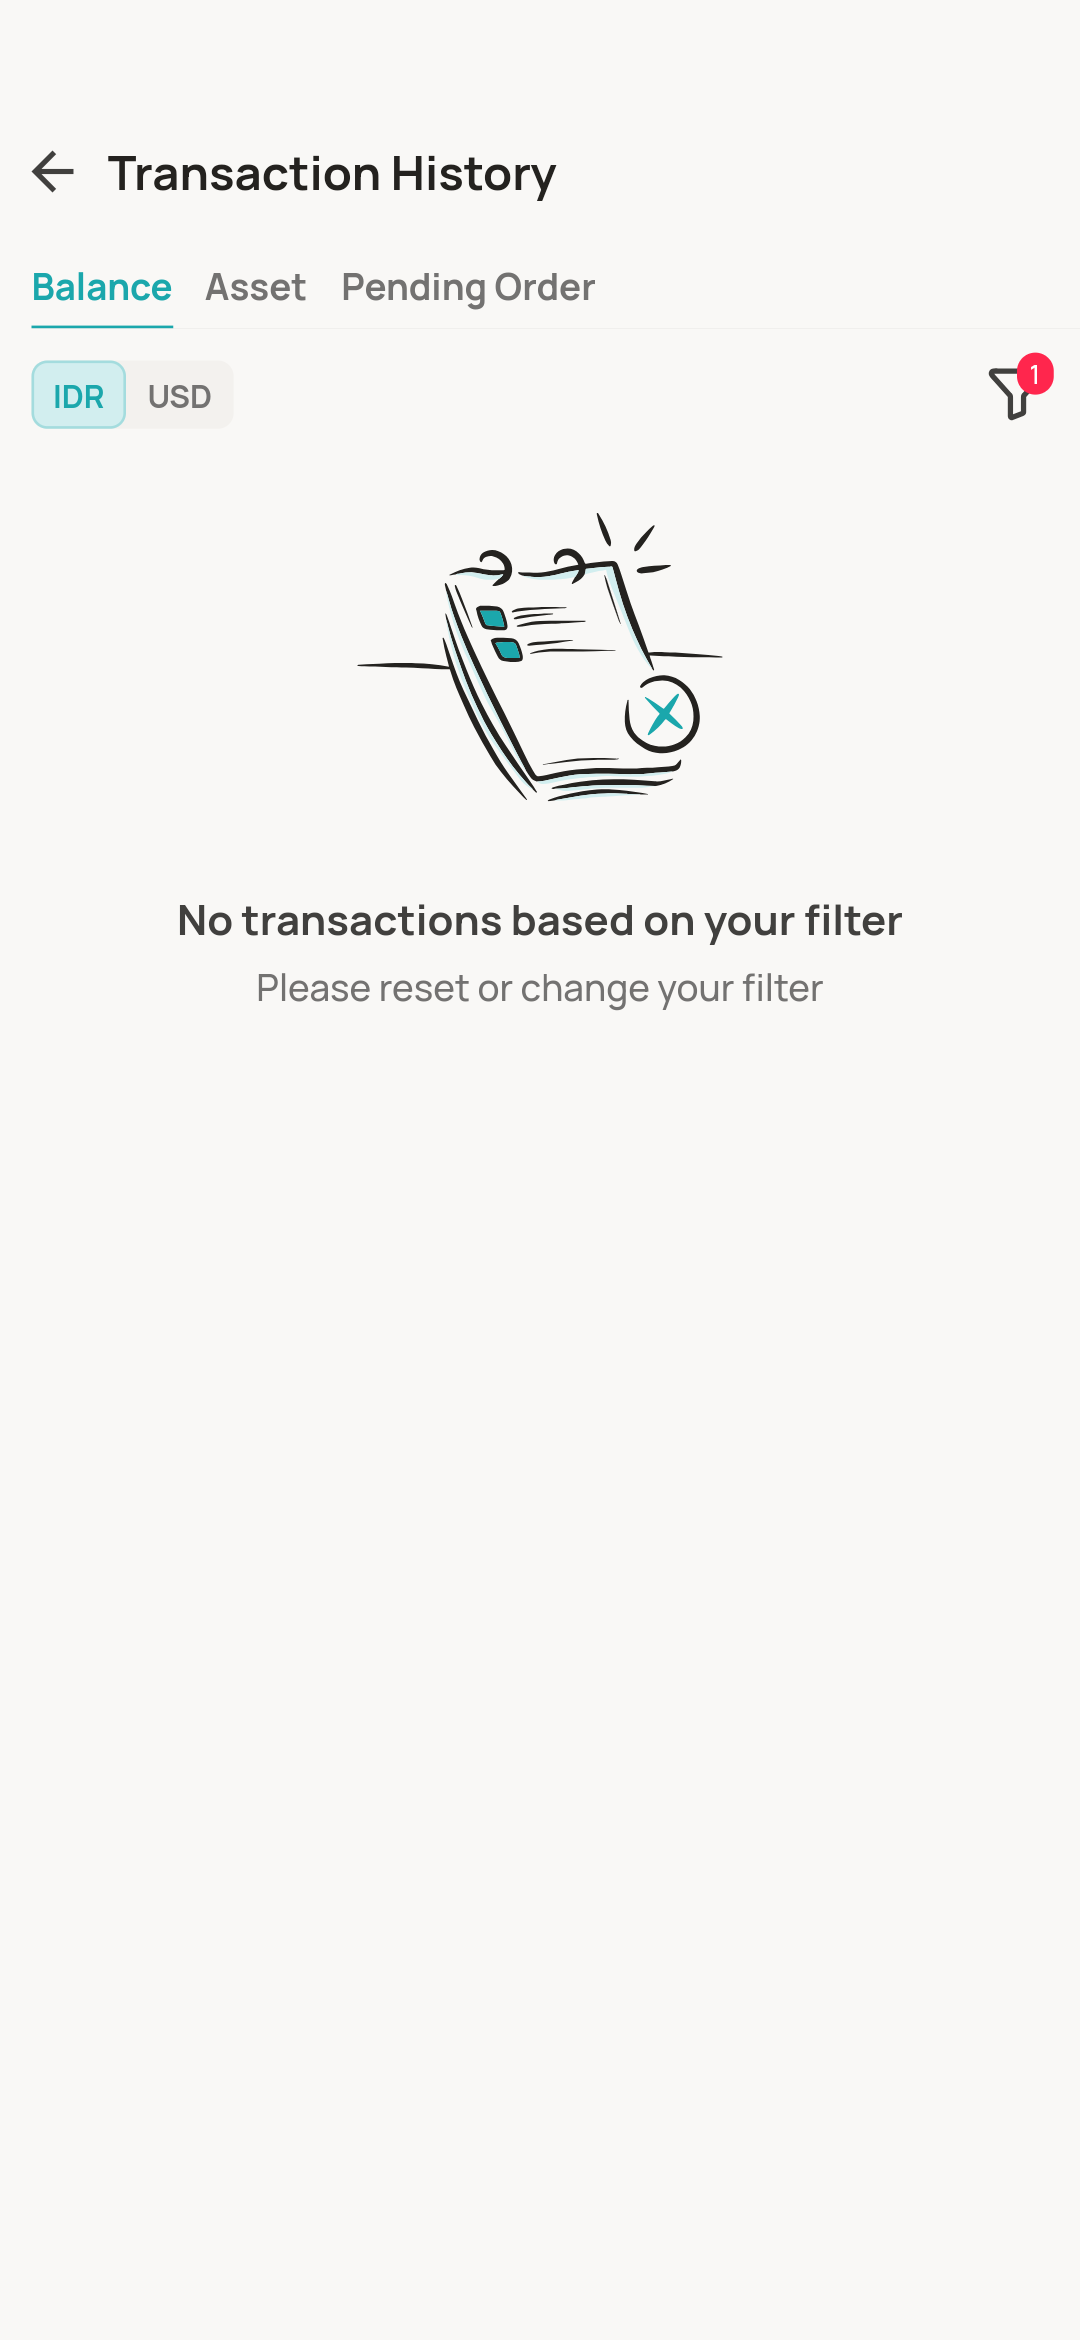 Transaction History
Balance Asset Pending Order
IDR USD 1
No transactions based on your filter
Please reset or change your filter